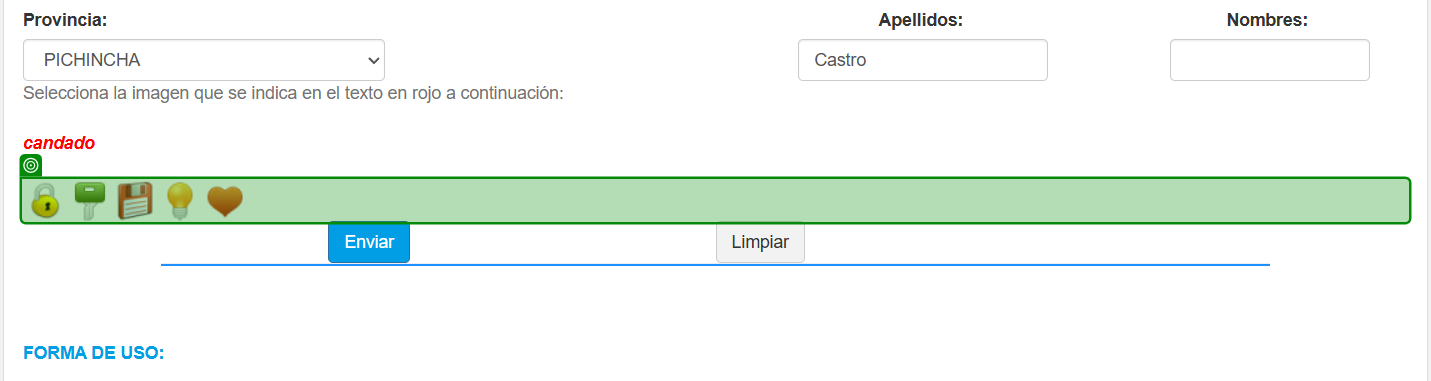 Provincia: Apellidos: Nombres:
PICHINCHA Castro
Selecciona la imagen que se indica en el texto en rojo a continuación:
candado
Enviar Limpiar
FORMA DE USO: